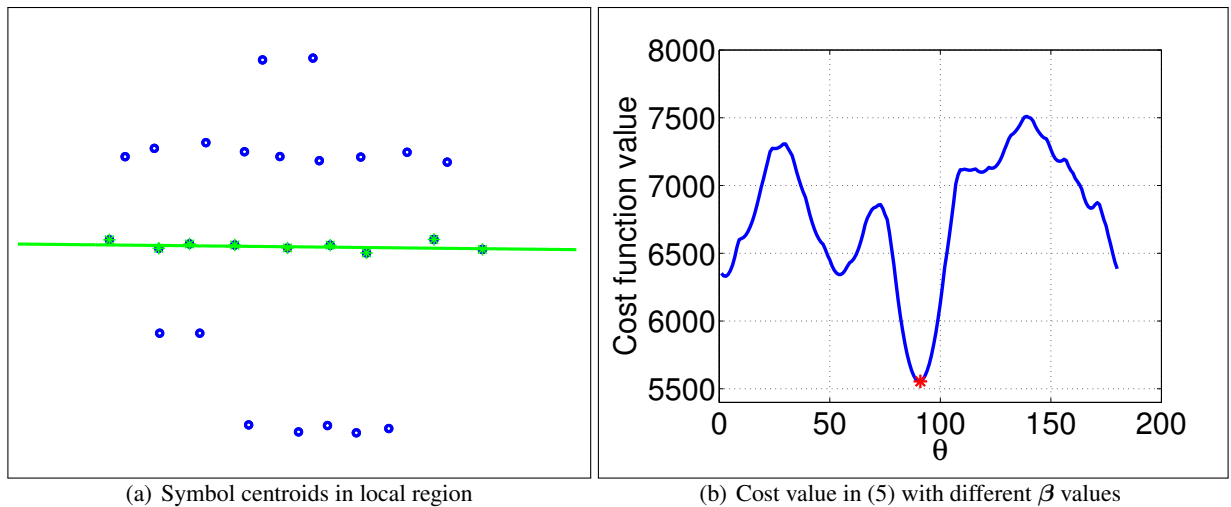 8000
7500
7000
6500
6000
5500
0
50
100
150
200
Cost function value
θ
(a) Symbol centroids in local region
(b) Cost value in (5) with different β values